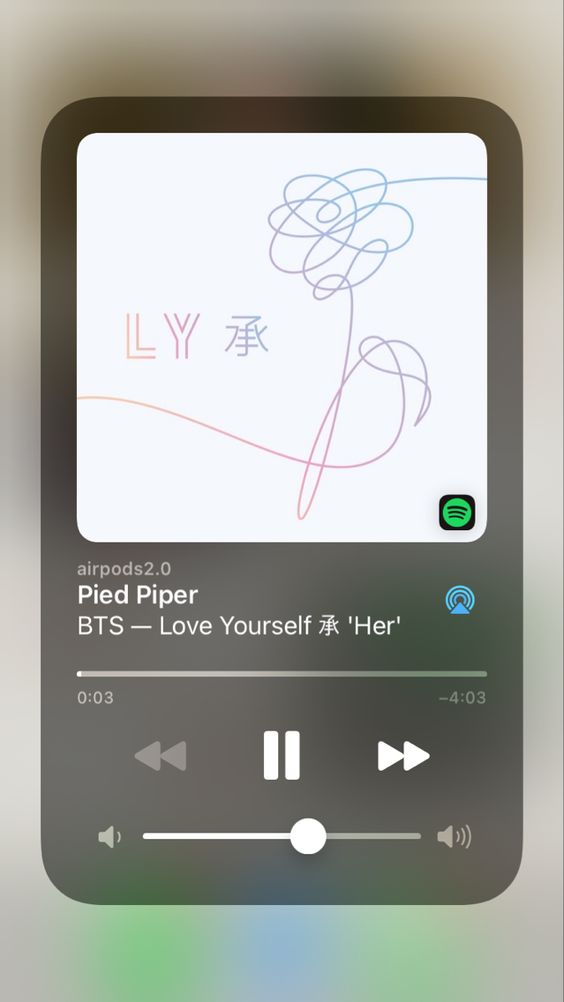 LY 承
airpods2.0
Pied Piper
BTS — Love Yourself 承 'Her'
0:03
–4:03